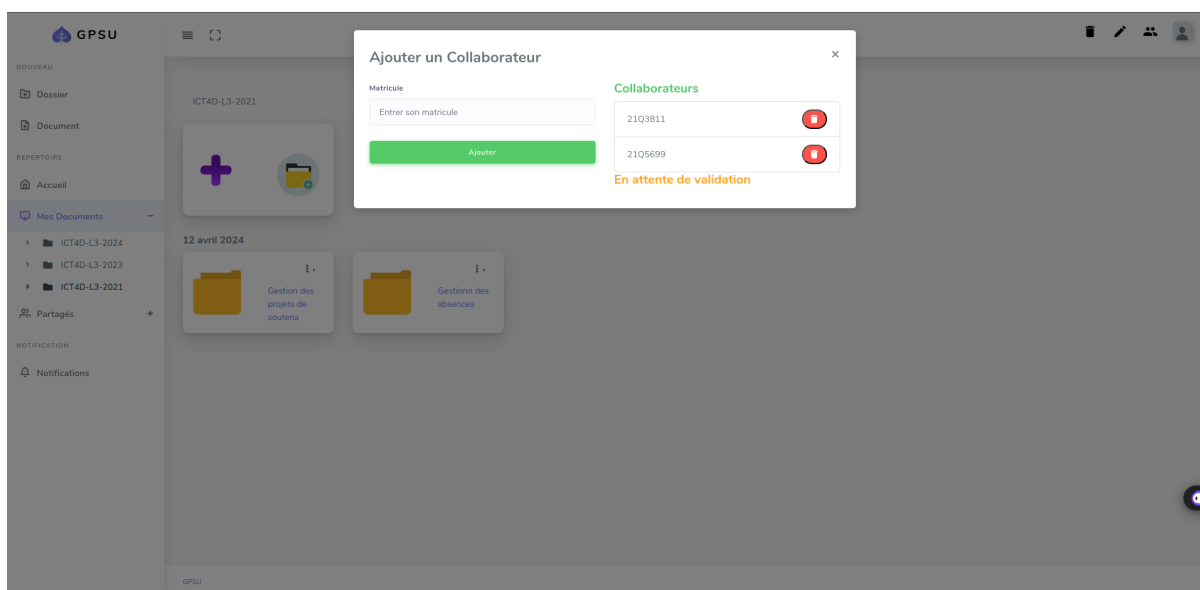 GPSU
NOUVEAU
Dossier
Document
REPERTOIRE
Accueil
Mes Documents
ICT4D-L3-2024
ICT4D-L3-2023
ICT4D-L3-2021
Partagés
NOTIFICATION
Notifications
ICT4D-L3-2021
12 avril 2024
Gestion des
projets de
soutena
Gestionn des
absences
Ajouter un Collaborateur
×
Matricule
Entrer son matricule
Ajouter
Collaborateurs
21Q3811
21Q5699
En attente de validation
GPSU